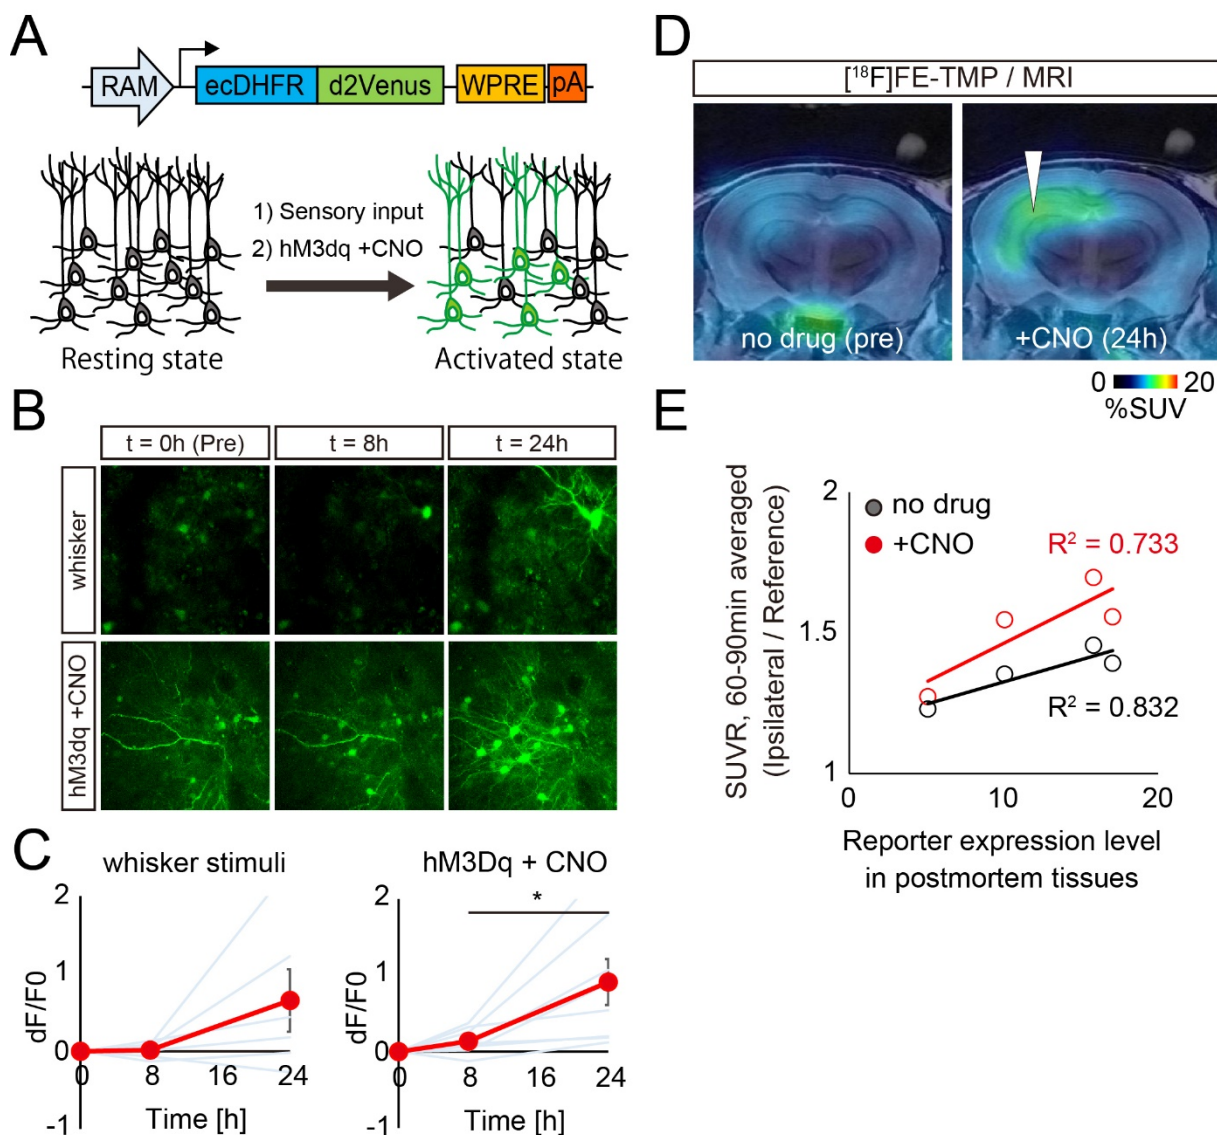 A
RAM
ecDHFR
d2Venus
WPRE
pA
1) Sensory input
2) hM3dq +CNO
Resting state
Activated state
B
t = 0h (Pre)
t = 8h
t = 24h
whisker
hM3dq +CNO
C
whisker stimuli
2
1
0
-1
dF/F0
0
8
16
24
Time [h]
hM3Dq + CNO
*
2
1
0
-1
dF/F0
0
8
16
24
Time [h]
D
[¹⁸F]FE-TMP / MRI
no drug (pre)
+CNO (24h)
0
20
%SUV
E
SUVR, 60-90min averaged
(Ipsilateral / Reference)
2
1.5
1
no drug
+CNO
R² = 0.733
R² = 0.832
0
10
20
Reporter expression level
in postmortem tissues